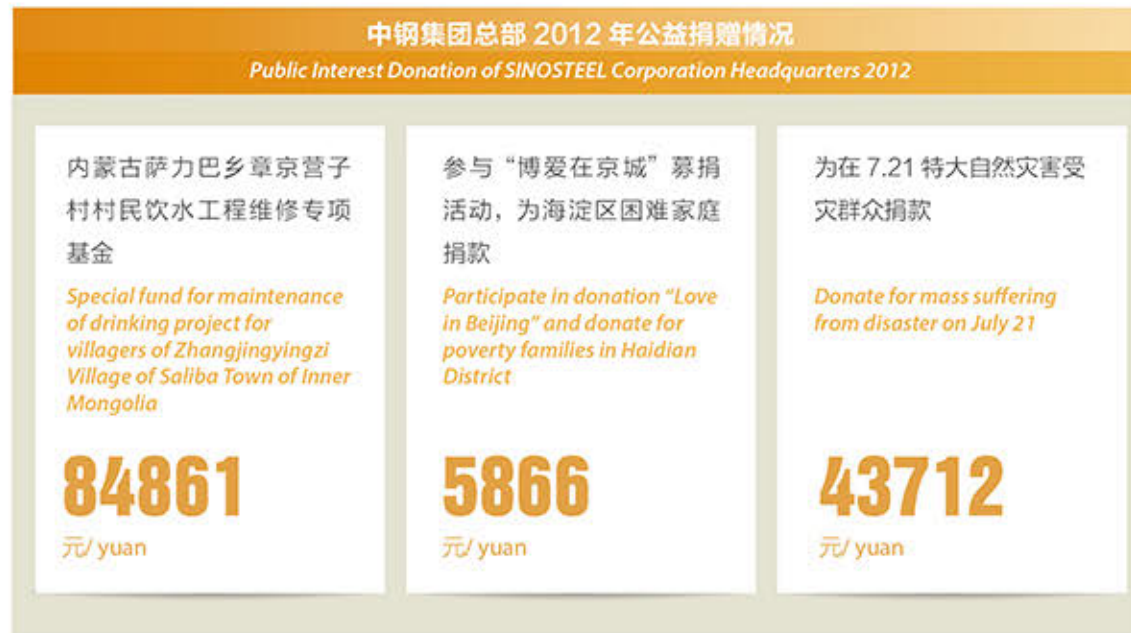 中钢集团总部 2012 年公益捐赠情况
Public Interest Donation of SINOSTEEL Corporation Headquarters 2012
内蒙古萨力巴乡章京营子
村村民饮水工程维修专项
基金
Special fund for maintenance
of drinking project for
villagers of Zhangjingyingzi
Village of Saliba Town of Inner
Mongolia
84861
元/ yuan
参与“博爱在京城”募捐
活动，为海淀区困难家庭
捐款
Participate in donation “Love
in Beijing” and donate for
poverty families in Haidian
District
5866
元/ yuan
为在 7.21 特大自然灾害受
灾群众捐款
Donate for mass suffering
from disaster on July 21
43712
元/ yuan